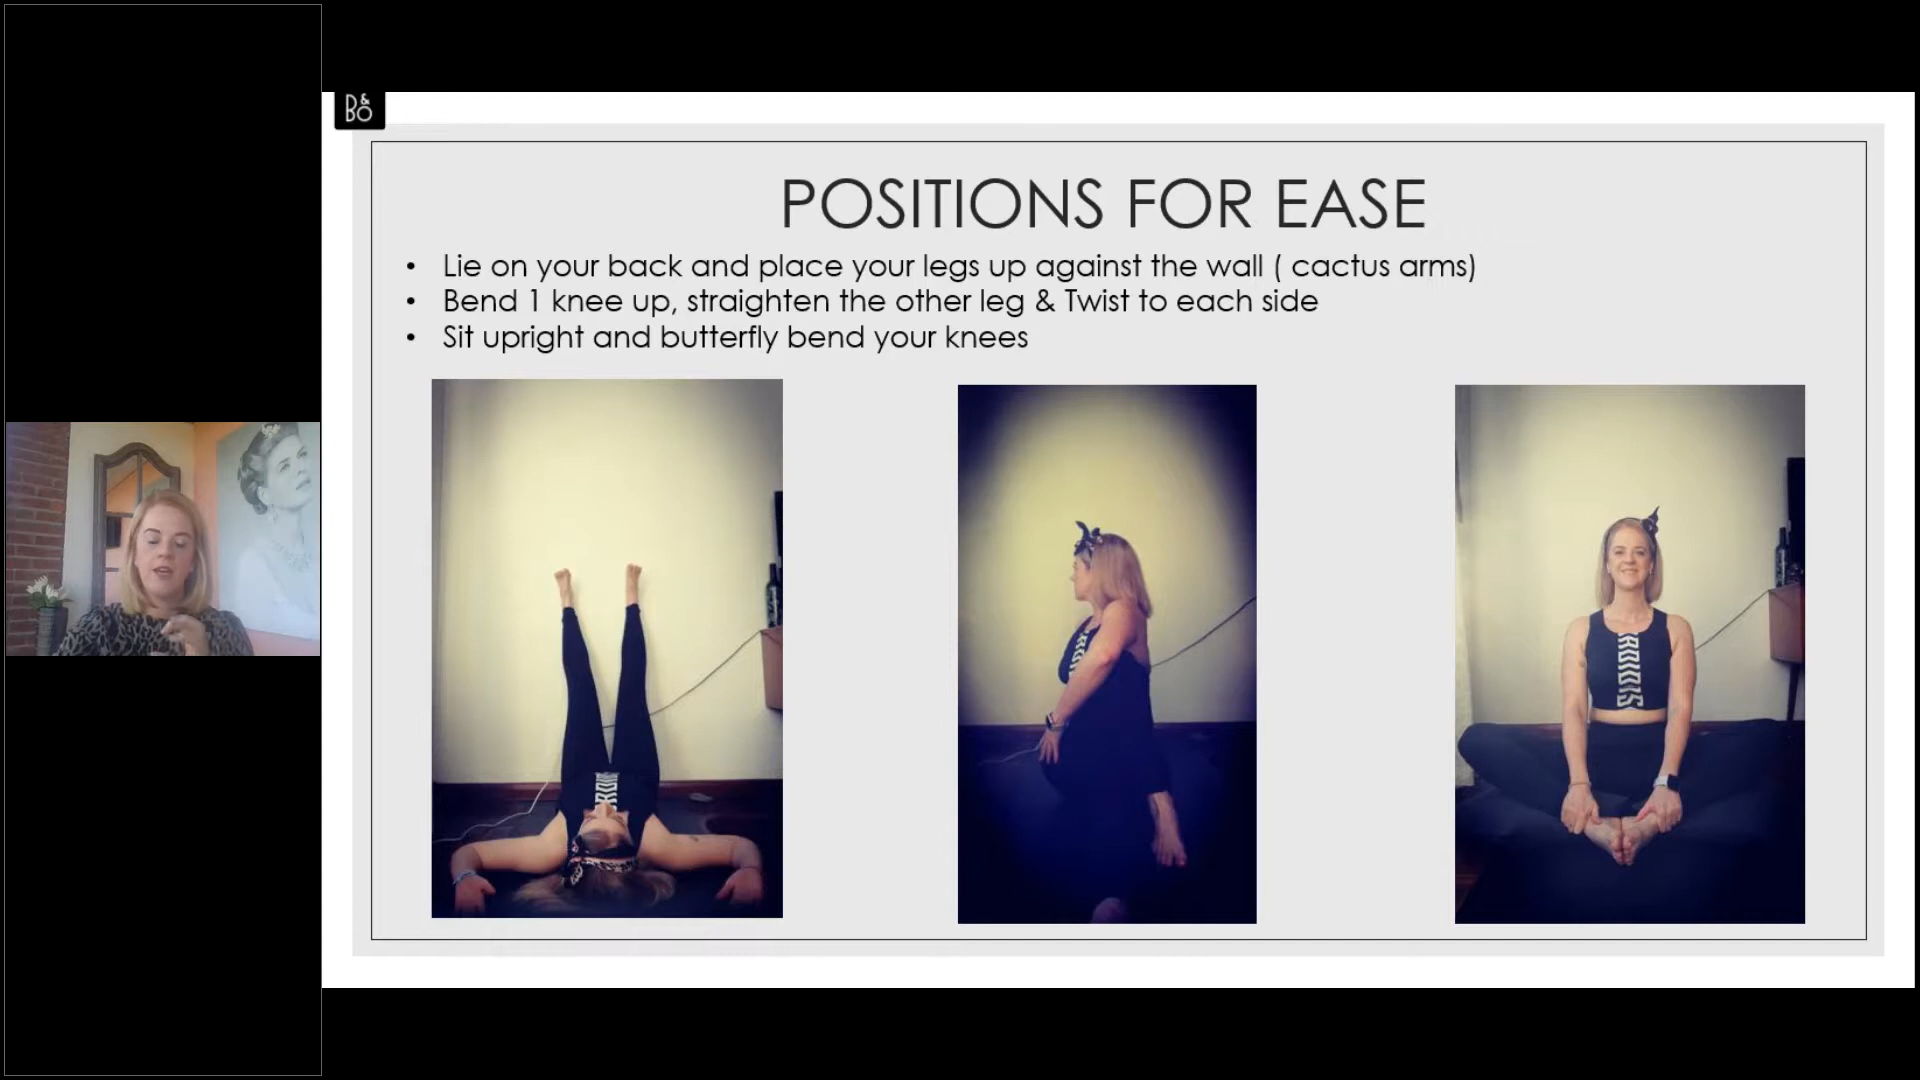 B&O
POSITIONS FOR EASE
• Lie on your back and place your legs up against the wall ( cactus arms)
• Bend 1 knee up, straighten the other leg & Twist to each side
• Sit upright and butterfly bend your knees